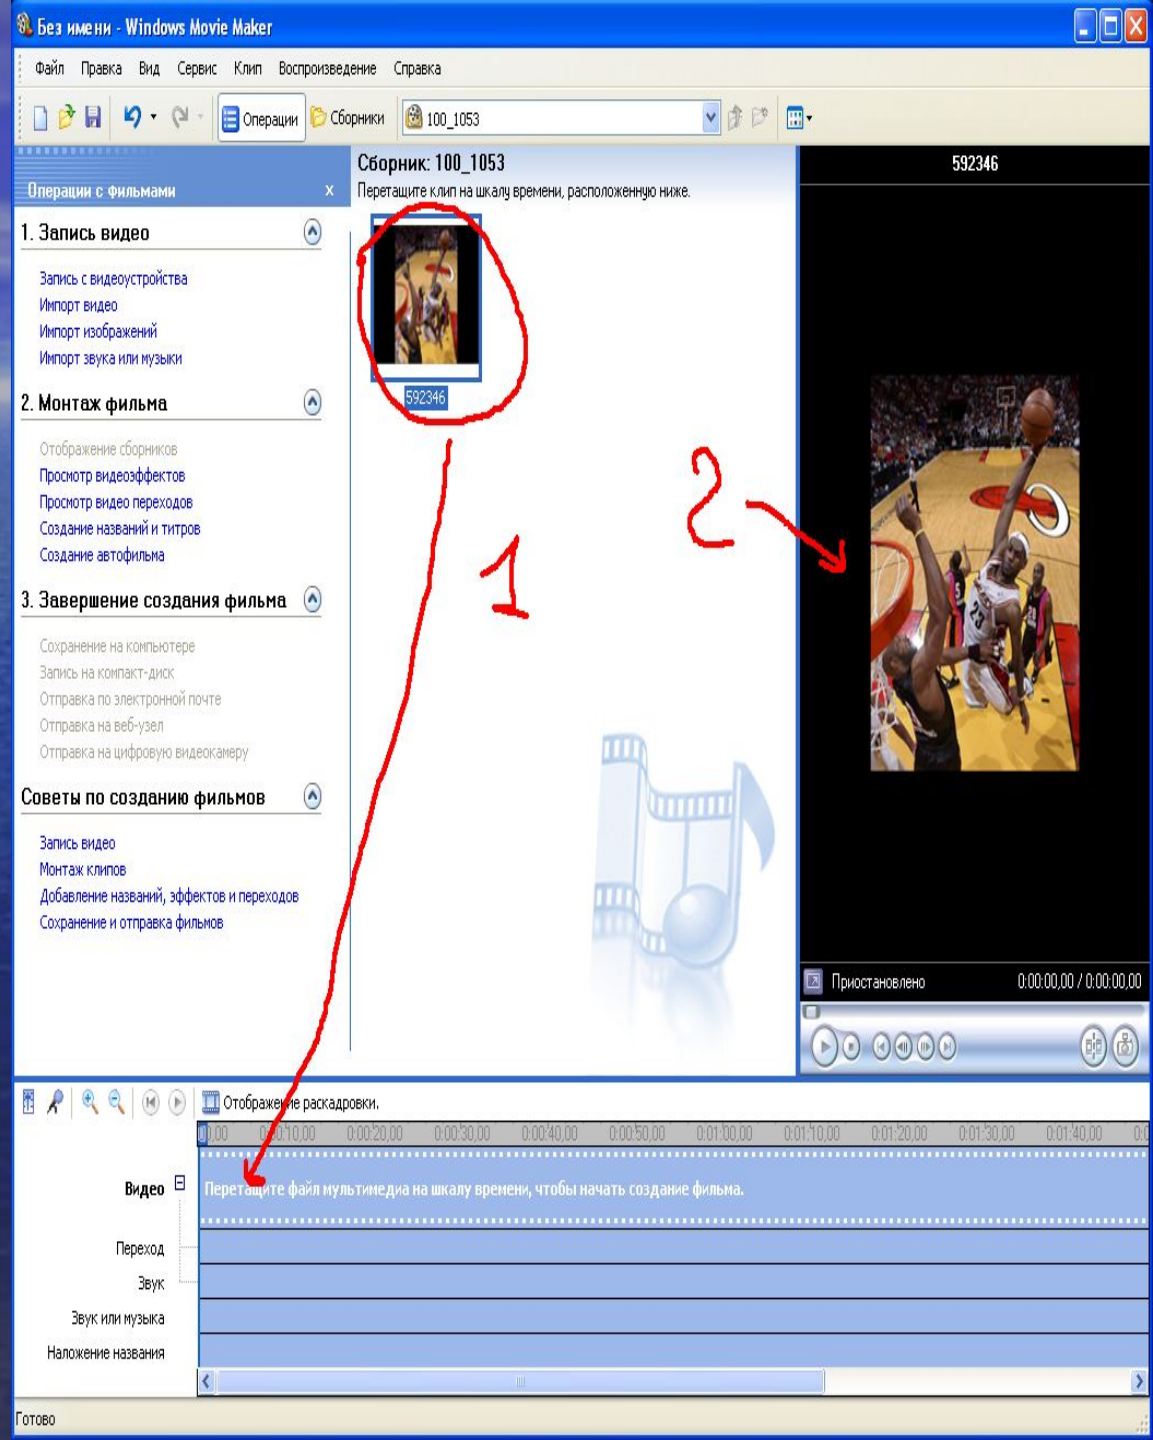 Без имени - Windows Movie Maker
Файл Правка Вид Сервис Клип Воспроизведение Справка
Операции Сборники 100_1053
Операции с фильмами x
1. Запись видео
Запись с видеоустройства
Импорт видео
Импорт изображений
Импорт звука или музыки
2. Монтаж фильма
Отображение сборников
Просмотр видеоэффектов
Просмотр видео переходов
Создание названий и титров
Создание автофильма
3. Завершение создания фильма
Сохранение на компьютере
Запись на компакт-диск
Отправка по электронной почте
Отправка на веб-узел
Отправка на цифровую видеокамеру
Советы по созданию фильмов
Запись видео
Монтаж клипов
Добавление названий, эффектов и переходов
Сохранение и отправка фильмов
Сборник: 100_1053
Перетащите клип на шкалу времени, расположенную ниже.
592346
1
2
592346
23
Приостановлено 0:00:00,00 / 0:00:00,00
Отображение раскадровки.
0:00:10,00 0:00:20,00 0:00:30,00 0:00:40,00 0:00:50,00 0:01:00,00 0:01:10,00 0:01:20,00 0:01:30,00 0:01:40,00
Видео Перетащите файл мультимедиа на шкалу времени, чтобы начать создание фильма.
Переход
Звук
Звук или музыка
Наложение названия
Готово